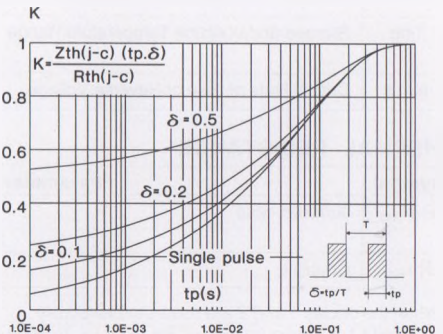 K
1
K= Zth(j-c) (tp.δ)
Rth(j-c)
0.8
δ=0.5
0.6
δ=0.2
0.4
δ=0.1
0.2
Single pulse
T
tp(s)
δ=tp/T
tp
0
1.0E-04 1.0E-03 1.0E-02 1.0E-01 1.0E+00